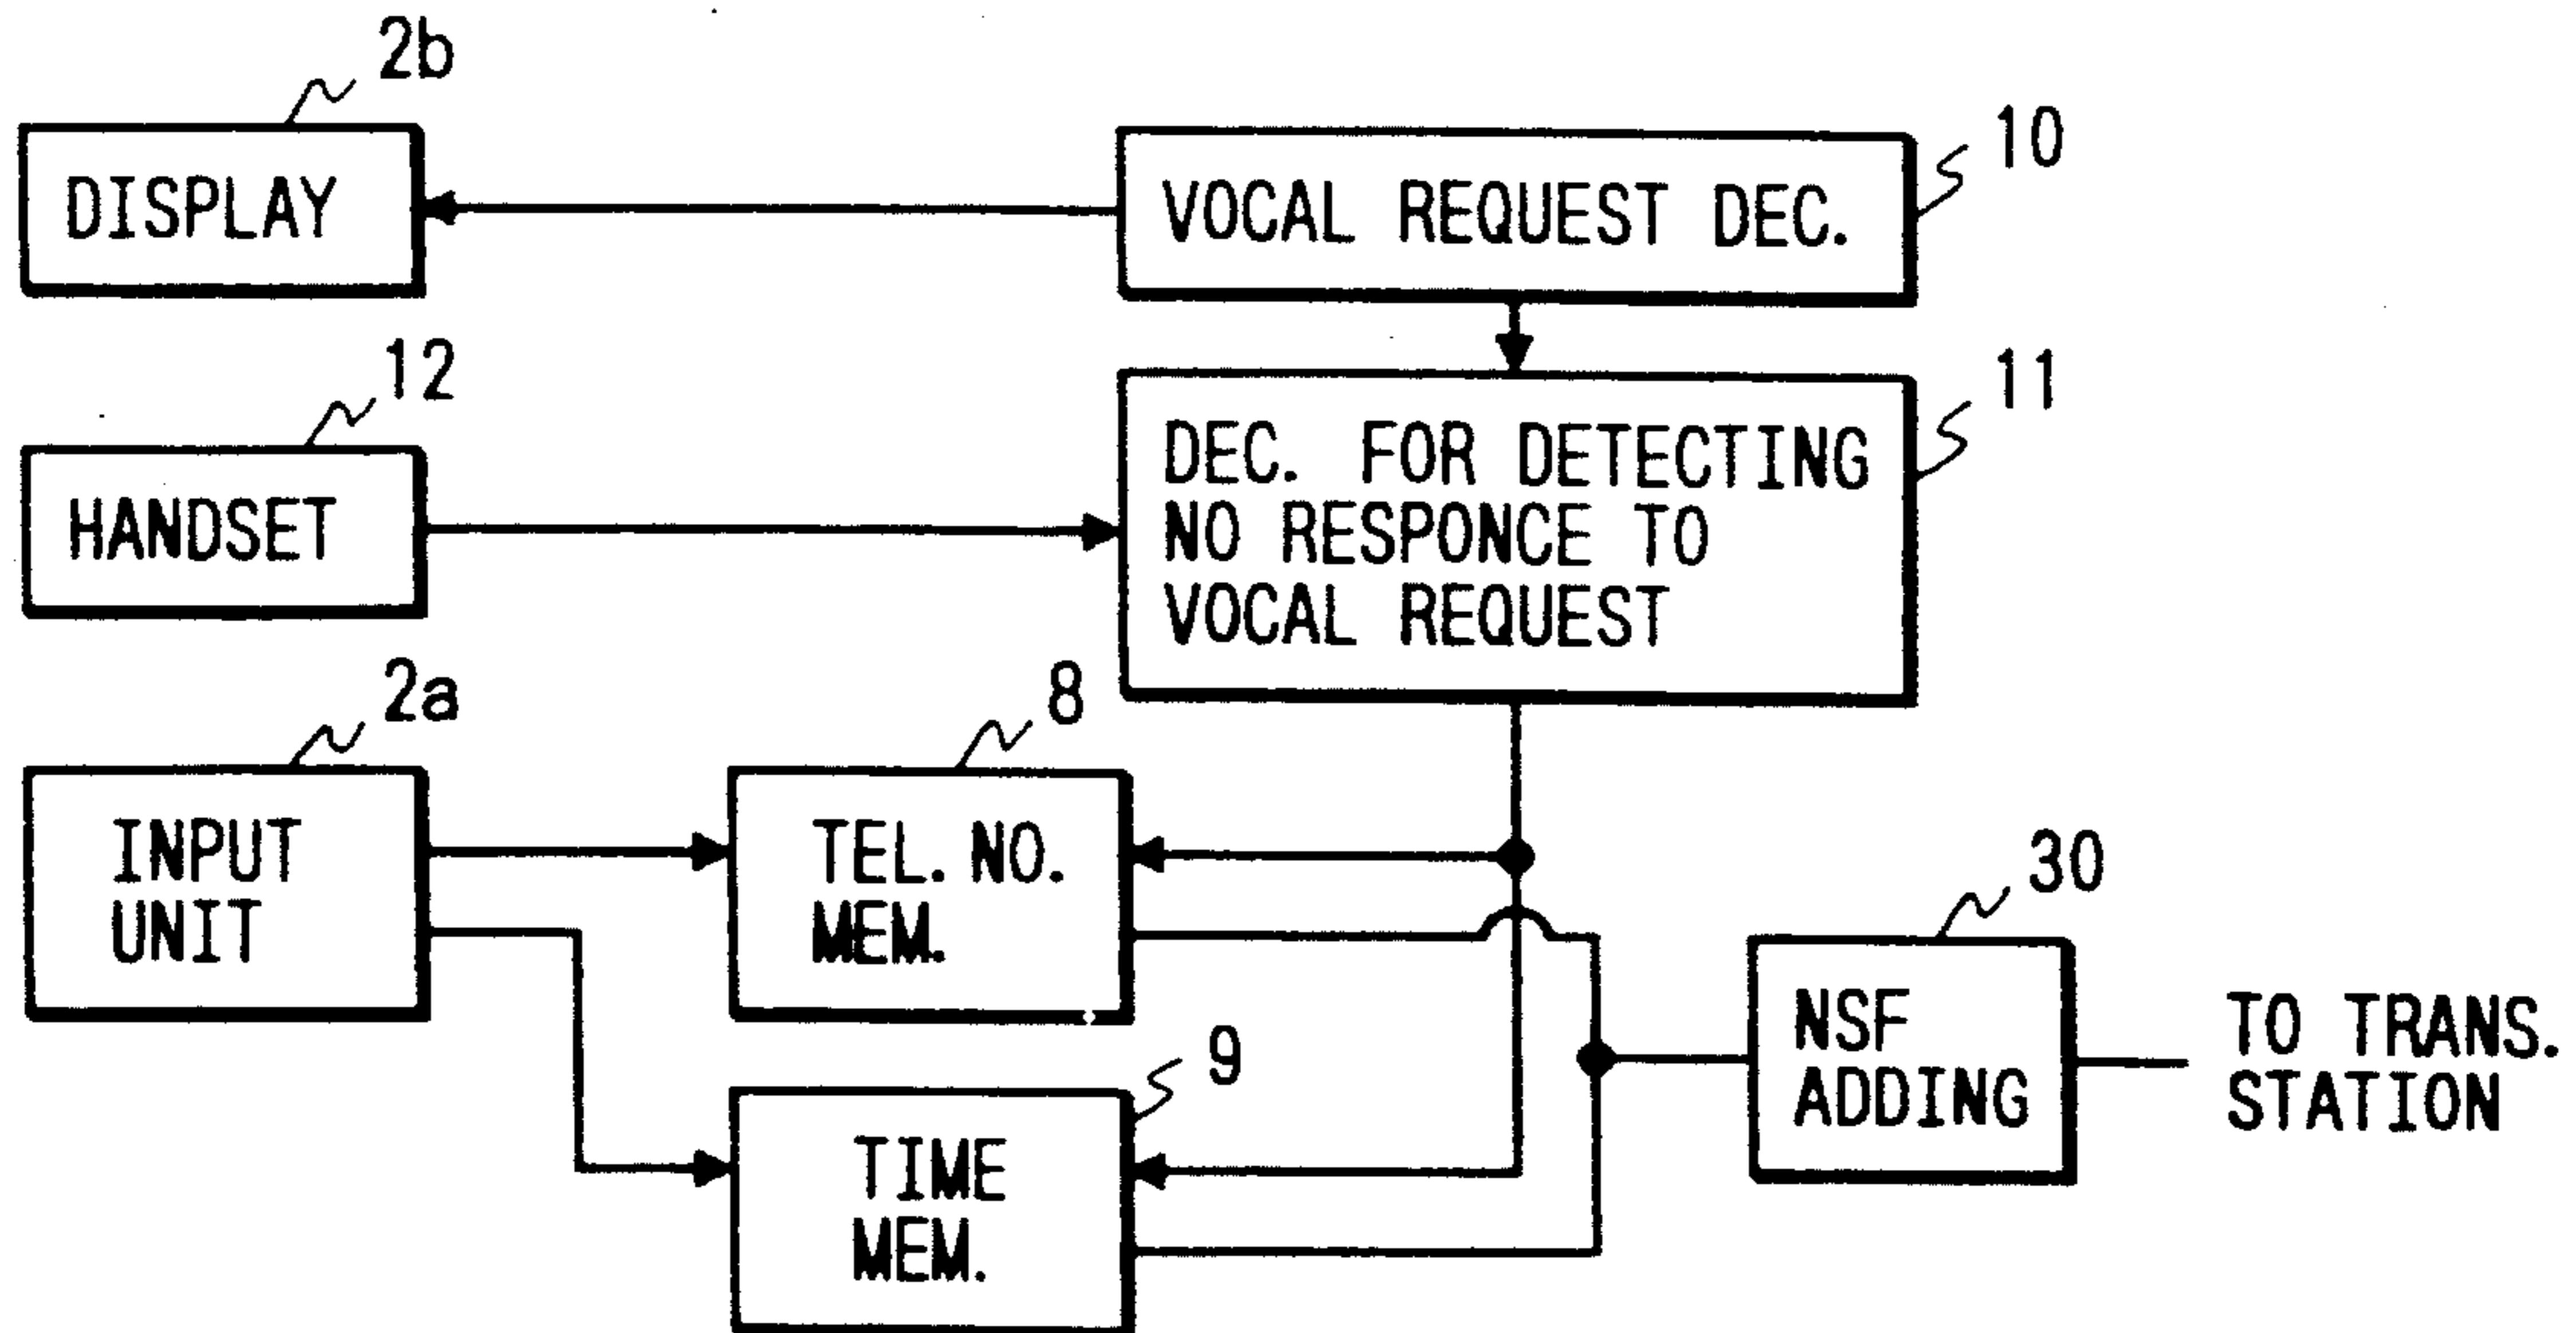 2b
DISPLAY
10
VOCAL REQUEST DEC.
12
HANDSET
11
DEC. FOR DETECTING
NO RESPONCE TO
VOCAL REQUEST
2a
INPUT
UNIT
8
TEL. NO.
MEM.
9
TIME
MEM.
30
NSF
ADDING
TO TRANS.
STATION